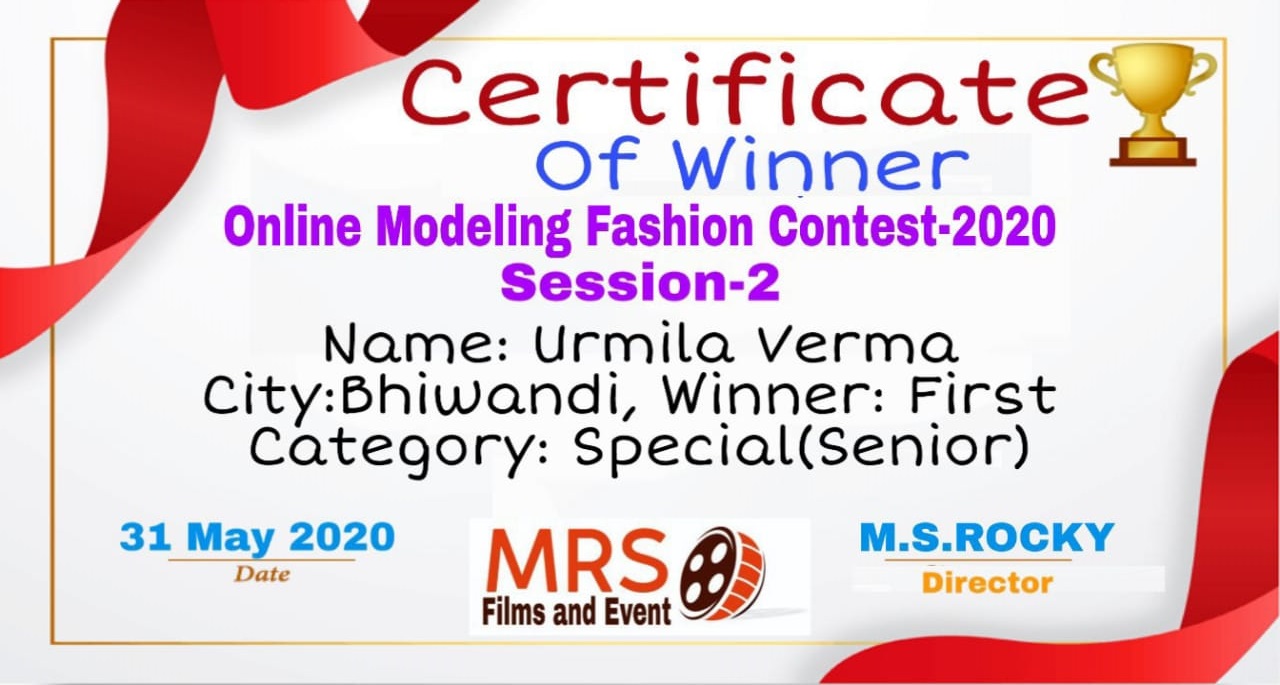 Certificate
Of Winner
Online Modeling Fashion Contest-2020
Session-2
Name: Urmila Verma
City:Bhiwandi, Winner: First
Category: Special(Senior)
31 May 2020
Date
MRS
Films and Event
M.S.ROCKY
Director